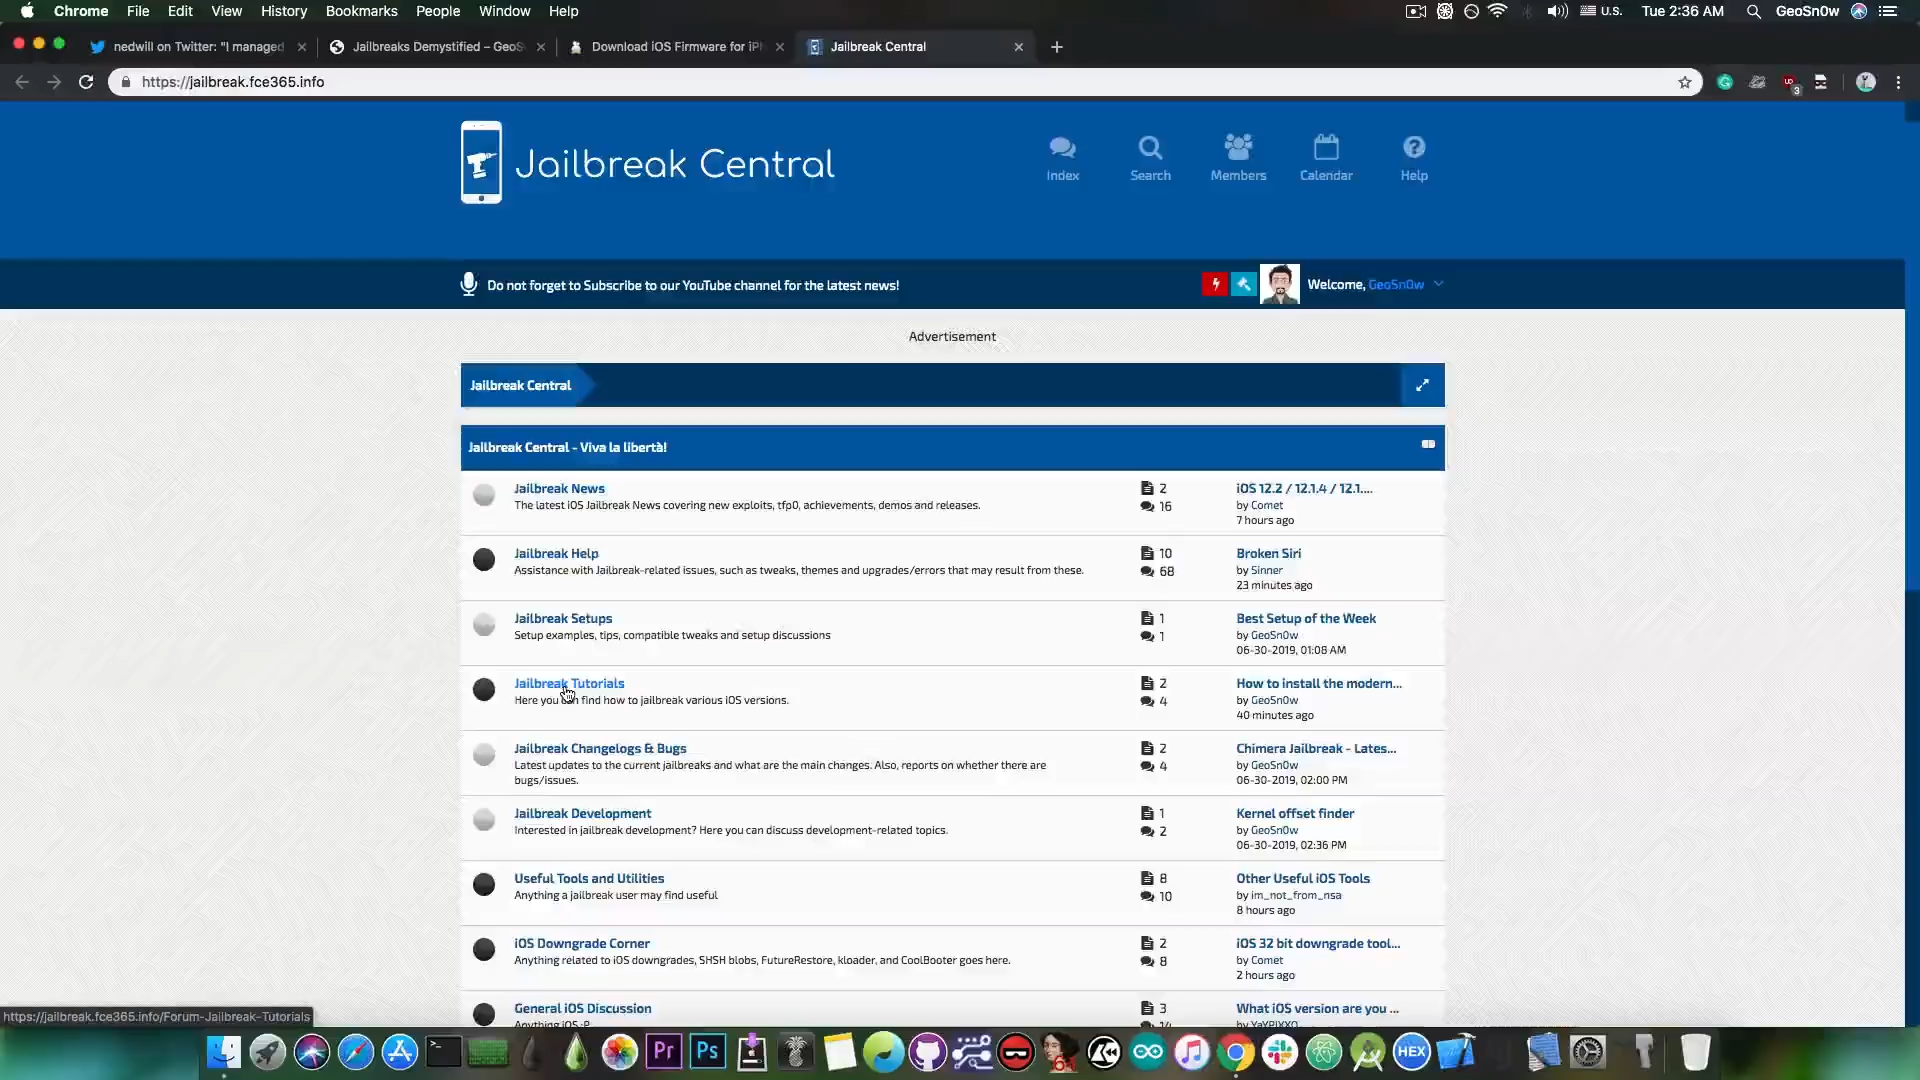 Chrome File Edit View History Bookmarks People Window Help U.S. Tue 2:36 AM GeoSn0w
nedwill on Twitter: "I managed Jailbreaks Demystified – GeoS Download iOS Firmware for iPh Jailbreak Central
https://jailbreak.fce365.info 3
Jailbreak Central
Index Search Members Calendar Help
Do not forget to Subscribe to our YouTube channel for the latest news! Welcome, GeoSn0w
Advertisement
Jailbreak Central
Jailbreak Central - Viva la libertà!
Jailbreak News 2 iOS 12.2 / 12.1.4 / 12.1....
The latest iOS Jailbreak News covering new exploits, tfp0, achievements, demos and releases. 16 by Comet
7 hours ago
Jailbreak Help 10 Broken Siri
Assistance with Jailbreak-related issues, such as tweaks, themes and upgrades/errors that may result from these. 68 by Sinner
23 minutes ago
Jailbreak Setups 1 Best Setup of the Week
Setup examples, tips, compatible tweaks and setup discussions 1 by GeoSn0w
06-30-2019, 01:08 AM
Jailbreak Tutorials 2 How to install the modern...
Here you can find how to jailbreak various iOS versions. 4 by GeoSn0w
40 minutes ago
Jailbreak Changelogs & Bugs 2 Chimera Jailbreak - Lates...
Latest updates to the current jailbreaks and what are the main changes. Also, reports on whether there are 4 by GeoSn0w
bugs/issues. 06-30-2019, 02:00 PM
Jailbreak Development 1 Kernel offset finder
Interested in jailbreak development? Here you can discuss development-related topics. 2 by GeoSn0w
06-30-2019, 02:36 PM
Useful Tools and Utilities 8 Other Useful iOS Tools
Anything a jailbreak user may find useful 10 by im_not_from_nsa
8 hours ago
iOS Downgrade Corner 2 iOS 32 bit downgrade tool...
Anything related to iOS downgrades, SHSH blobs, FutureRestore, kloader, and CoolBooter goes here. 8 by Comet
2 hours ago
General iOS Discussion 3 What iOS version are you ...
Anything iOS :P 14 by YaYPIXXO
https://jailbreak.fce365.info/Forum-Jailbreak-Tutorials
Pr Ps 64 HEX